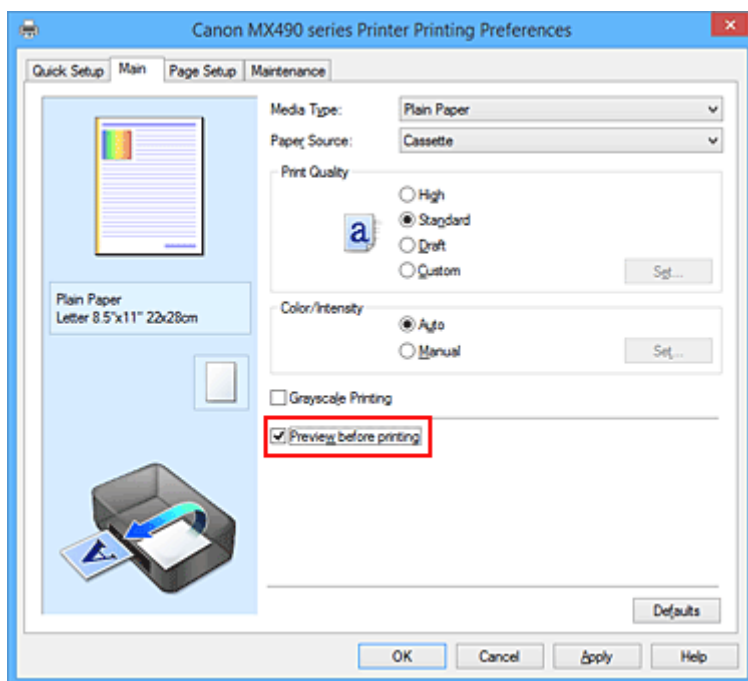 Canon MX490 series Printer Printing Preferences
Quick Setup Main Page Setup Maintenance
Media Type: Plain Paper
Paper Source: Cassette
Print Quality
High
a Standard
Draft
Custom Set...
Plain Paper
Letter 8.5"x11" 22x28cm
Color/Intensity
Auto
Manual Set...
Grayscale Printing
Preview before printing
A
Defaults
OK Cancel Apply Help